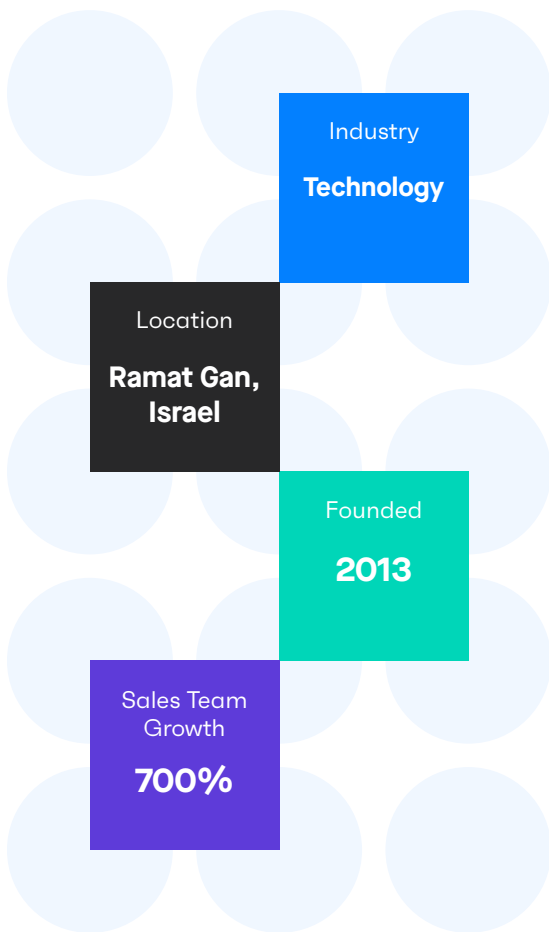 Industry
Technology
Location
Ramat Gan,
Israel
Founded
2013
Sales Team
Growth
700%